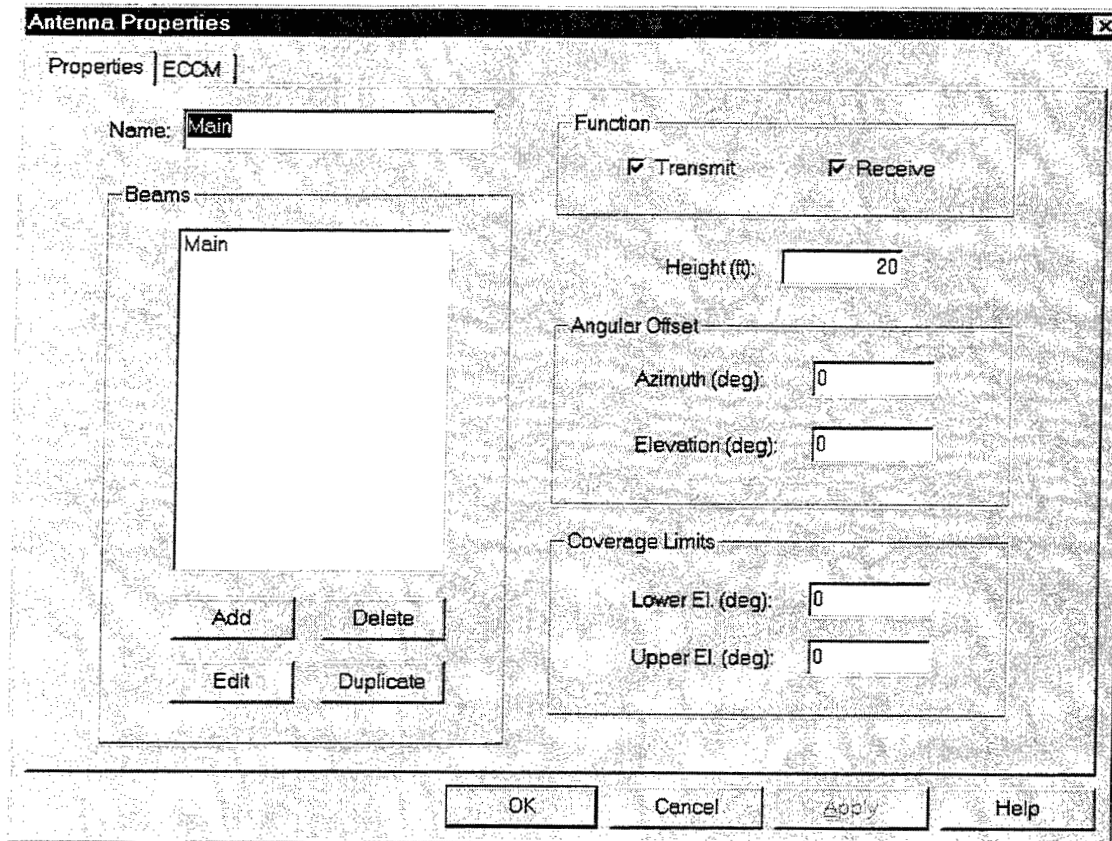 Antenna Properties
Properties
ECCM
Name: Main
Beams
Main
Add
Delete
Edit
Duplicate
Function
Transmit
Receive
Height (ft): 20
Angular Offset
Azimuth (deg): 0
Elevation (deg): 0
Coverage Limits
Lower El. (deg): 0
Upper El. (deg): 0
OK
Cancel
Apply
Help